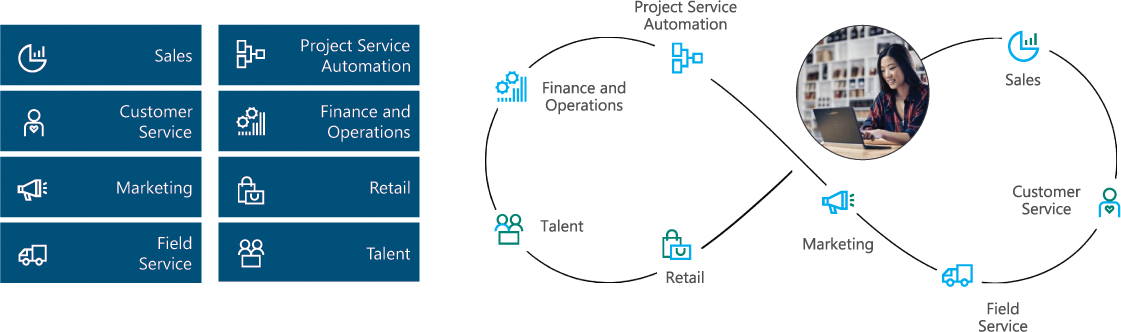 Sales
Customer
Service
Marketing
Field
Service
Project Service
Automation
Finance and
Operations
Retail
Talent
Project Service
Automation
Finance and
Operations
Talent
Retail
Marketing
Sales
Customer
Service
Field
Service